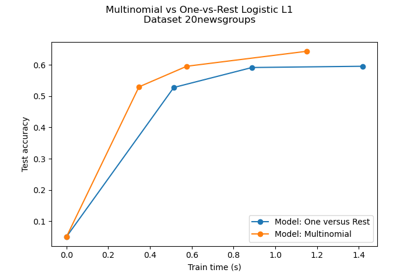 Multinomial vs One-vs-Rest Logistic L1
Dataset 20newsgroups
Test accuracy
0.6
0.5
0.4
0.3
0.2
0.1
Model: One versus Rest
Model: Multinomial
0.0 0.2 0.4 0.6 0.8 1.0 1.2 1.4
Train time (s)